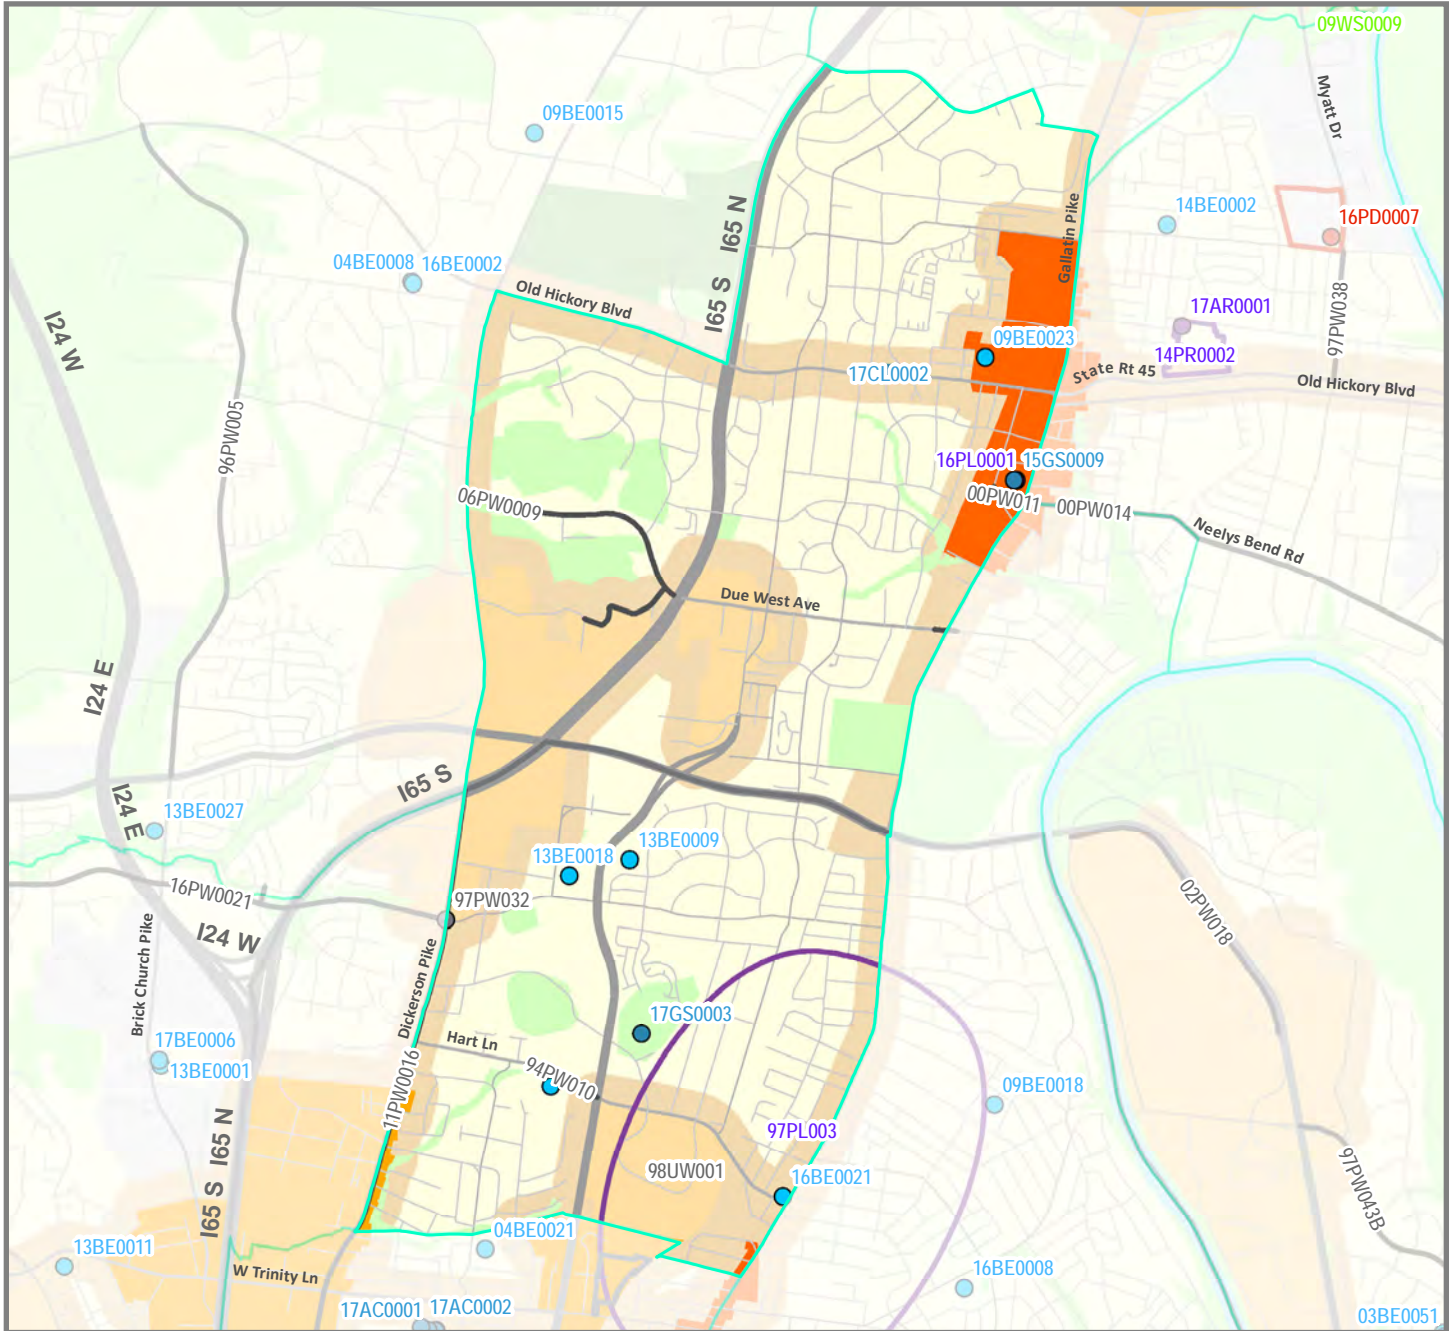 09WS0009
Myatt Dr
09BE0015
14BE0002
16PD0007
I65 N
Gallatin Pike
04BE0008
16BE0002
Old Hickory Blvd
I65 S
17AR0001
97PW038
I24 W
09BE0023
14PR0002
17CL0002
State Rt 45
Old Hickory Blvd
96PW005
16PL0001
15GS0009
06PW0009
00PW011
00PW014
Neelys Bend Rd
Due West Ave
I24 E
I65 S
I24 E
13BE0027
13BE0009
13BE0018
16PW0021
97PW032
02PW018
I24 W
Brick Church Pike
Dickerson Pike
17GS0003
17BE0006
13BE0001
Hart Ln
94PW010
11PW0016
09BE0018
97PL003
I65 N
98UW001
16BE0021
97PW043B
I65 S
04BE0021
13BE0011
W Trinity Ln
16BE0008
17AC0001
17AC0002
03BE0051